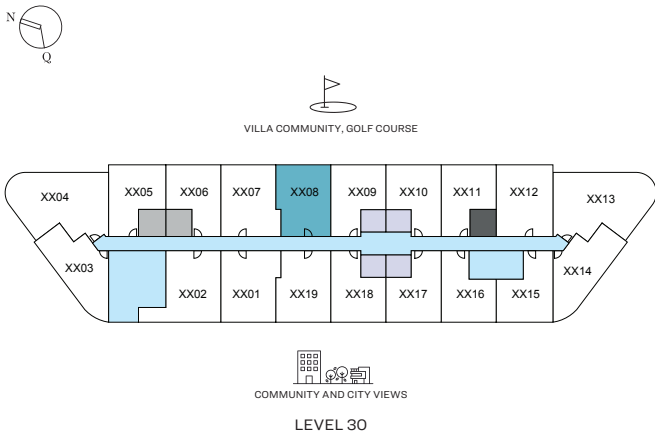 N
Q
VILLA COMMUNITY, GOLF COURSE
XX04
XX05
XX06
XX07
XX08
XX09
XX10
XX11
XX12
XX13
XX03
XX02
XX01
XX19
XX18
XX17
XX16
XX15
XX14
COMMUNITY AND CITY VIEWS
LEVEL 30